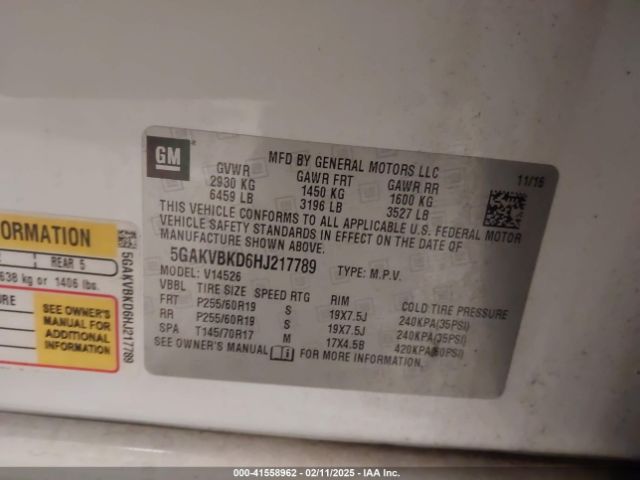 GM
MFD BY GENERAL MOTORS LLC
11/16
GVWR GAWR FRT GAWR RR
2930 KG 1450 KG 1600 KG
6459 LB 3196 LB 3527 LB
THIS VEHICLE CONFORMS TO ALL APPLICABLE U.S. FEDERAL MOTOR
VEHICLE SAFETY STANDARDS IN EFFECT ON THE DATE OF
MANUFACTURE SHOWN ABOVE.
5GAKVBKD6HJ217789 TYPE: M.P.V.
MODEL: V14526
VBBL TIRE SIZE SPEED RTG RIM COLD TIRE PRESSURE
FRT P255/60R19 S 19X7.5J 240KPA(35PSI)
RR P255/60R19 S 19X7.5J 240KPA(35PSI)
SPA T145/70R17 M 17X4.5B 420KPA(60PSI)
SEE OWNER'S MANUAL FOR MORE INFORMATION.
ORMATION
1 REAR 5
638 kg or 1406 lbs.
SEE OWNER'S
MANUAL FOR
ADDITIONAL
INFORMATION
5GAKVBKD6HJ217789
000-41558962 - 02/11/2025 - IAA Inc.